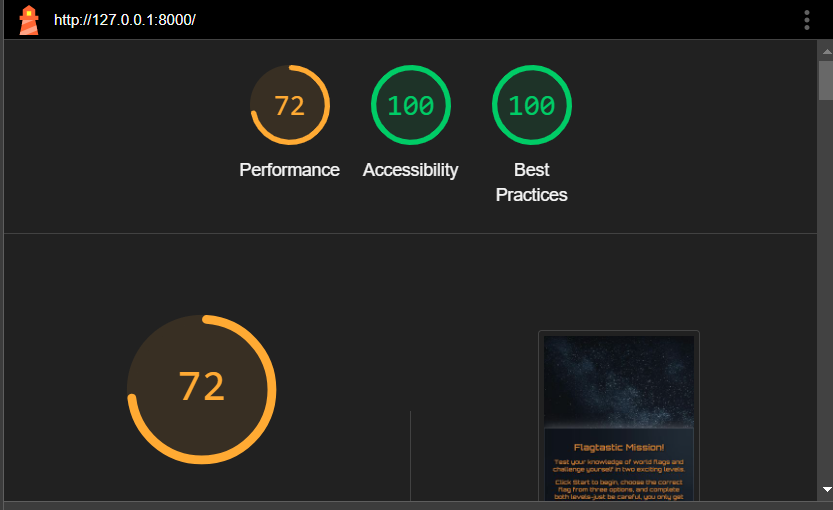 http://127.0.0.1:8000/
72
100
100
Performance
Accessibility
Best
Practices
72
Flagtastic Mission!
Test your knowladge of world flags and
challenge yourself in two exciting levels.
Click Start to begin, choose the correct
flag from three options, and complete
both levels-just be careful, you only get